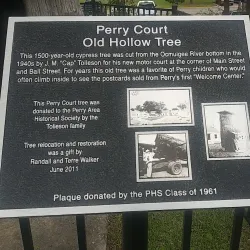 Perry Court
Old Hollow Tree
This 1500-year-old cypress tree was cut from the Ocmulgee River bottom in the
1940s by J. M. "Cap" Tolleson for his new motor court at the corner of Main Street
and Ball Street. For years this old tree was a favorite of Perry children who would
often climb inside to see the postcards sold from Perry's first "Welcome Center."
This Perry Court tree was
donated to the Perry Area
Historical Society by the
Tolleson family
Tree relocation and restoration
was a gift by
Randall and Terre Walker
June 2011
Plaque donated by the PHS Class of 1961